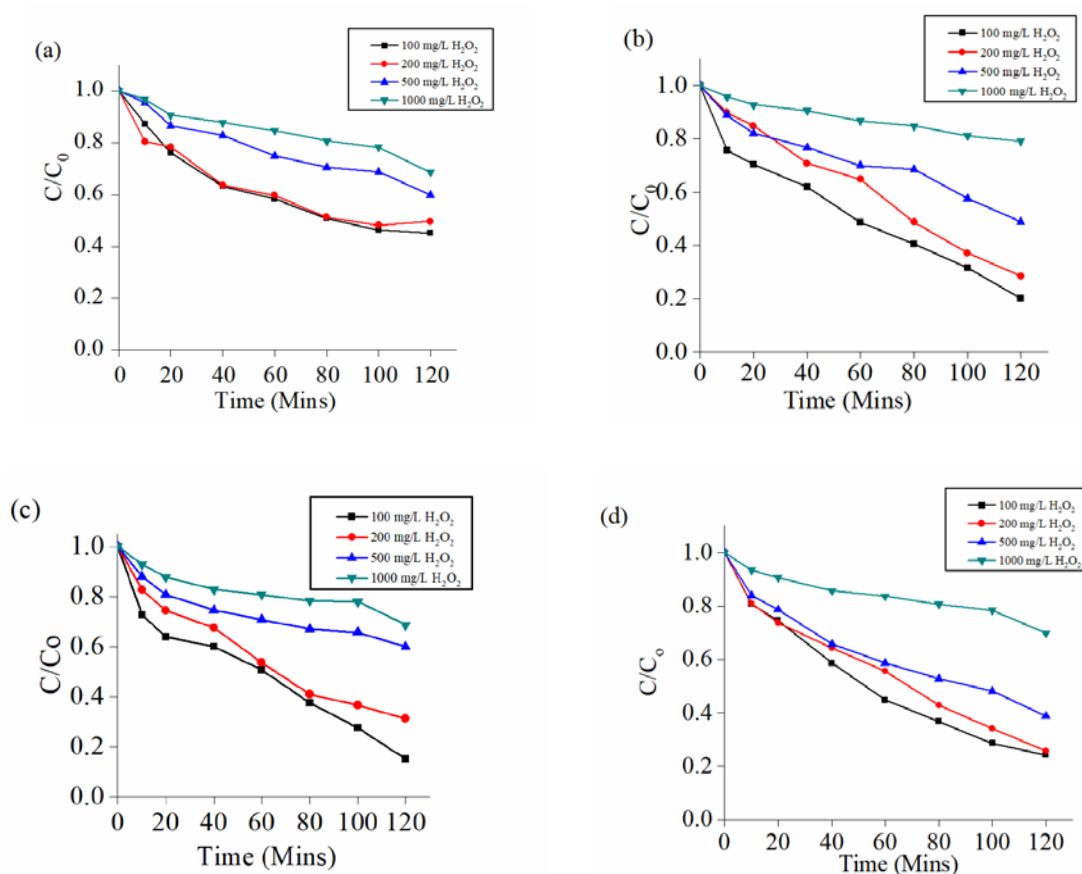 (a)
100 mg/L H₂O₂
200 mg/L H₂O₂
500 mg/L H₂O₂
1000 mg/L H₂O₂
C/C₀
1.0
0.8
0.6
0.4
0.2
0.0
0 20 40 60 80 100 120
Time (Mins)
(b)
100 mg/L H₂O₂
200 mg/L H₂O₂
500 mg/L H₂O₂
1000 mg/L H₂O₂
C/C₀
1.0
0.8
0.6
0.4
0.2
0.0
0 20 40 60 80 100 120
Time (Mins)
(c)
100 mg/L H₂O₂
200 mg/L H₂O₂
500 mg/L H₂O₂
1000 mg/L H₂O₂
C/Co
1.0
0.8
0.6
0.4
0.2
0.0
0 20 40 60 80 100 120
Time (Mins)
(d)
100 mg/L H₂O₂
200 mg/L H₂O₂
500 mg/L H₂O₂
1000 mg/L H₂O₂
C/Cₒ
1.0
0.8
0.6
0.4
0.2
0.0
0 20 40 60 80 100 120
Time (Mins)